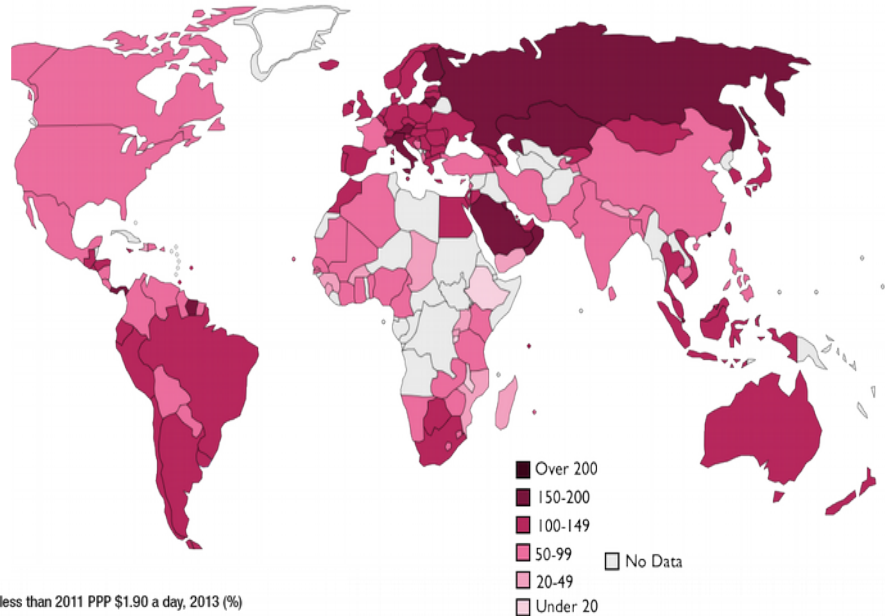 Over 200
150-200
100-149
50-99
No Data
20-49
Under 20
less than 2011 PPP $1.90 a day, 2013 (%)